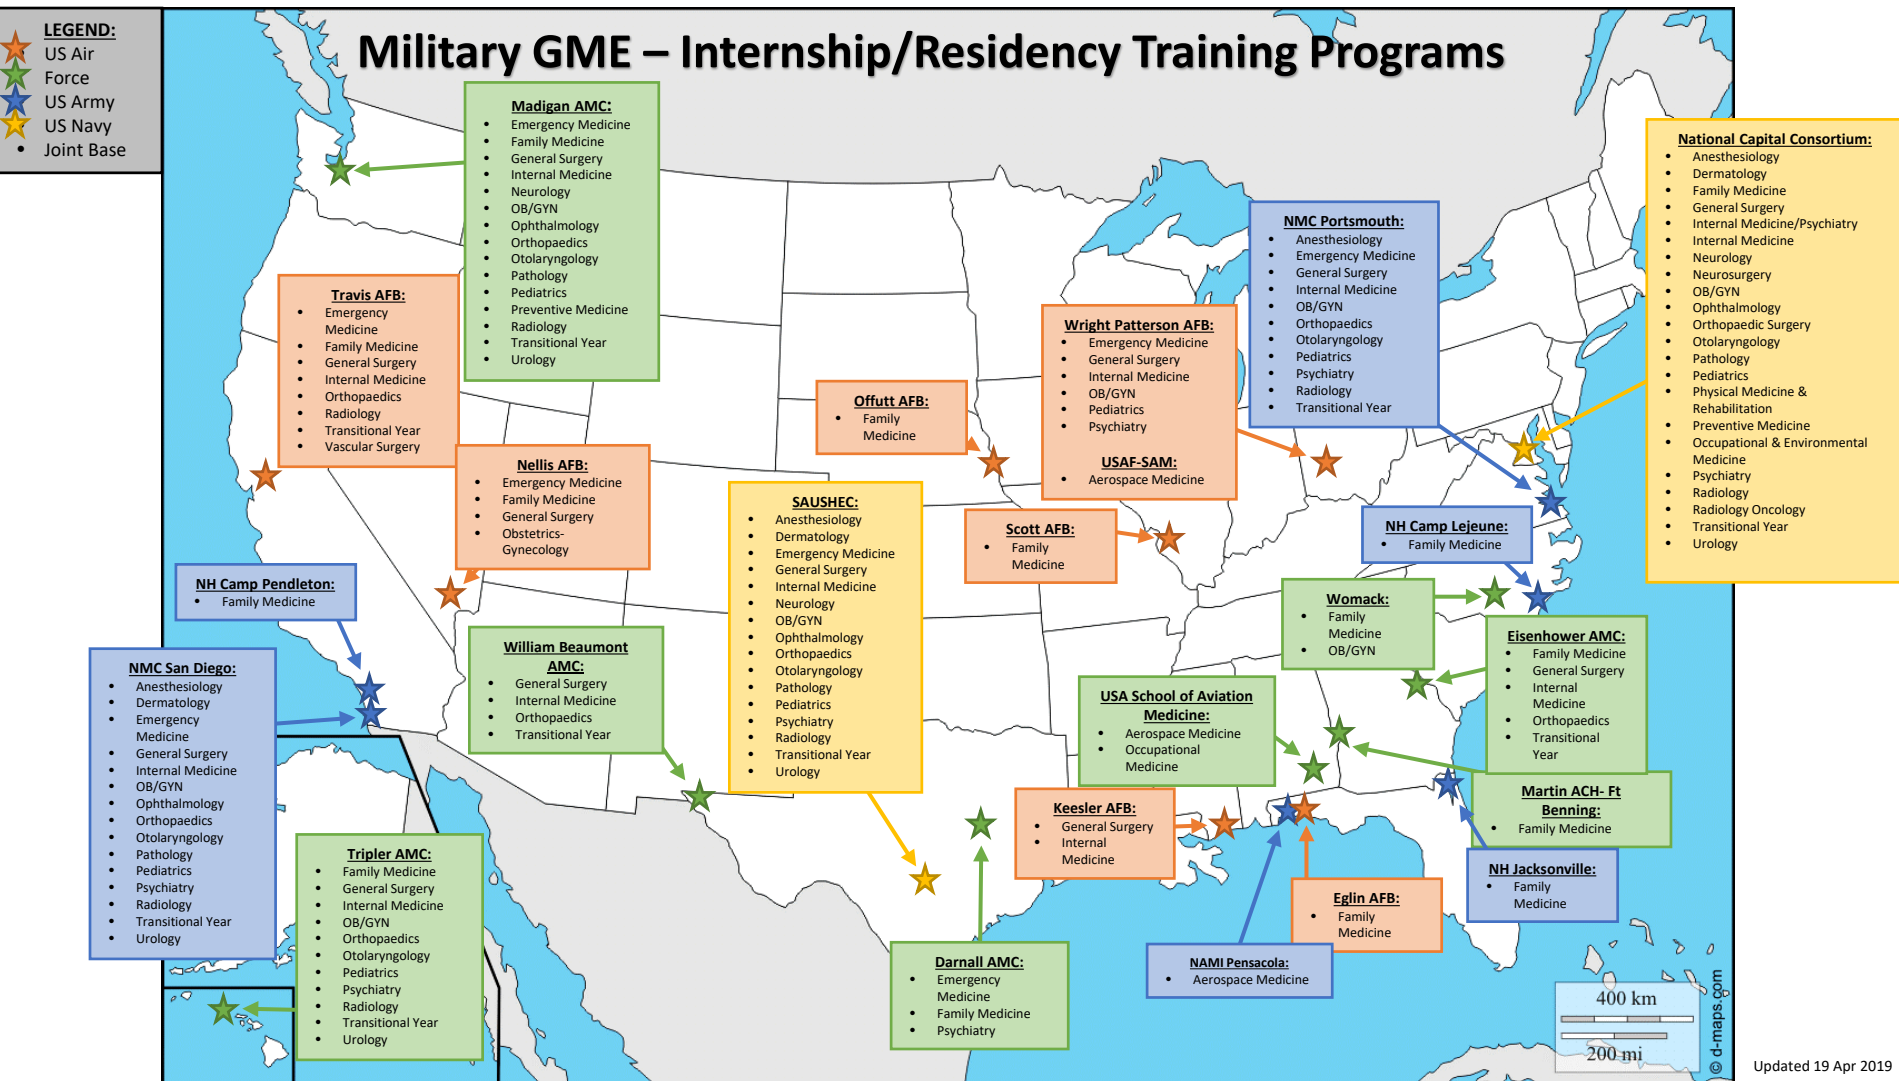 Military GME – Internship/Residency Training Programs
LEGEND:
US Air
Force
US Army
US Navy
• Joint Base
Madigan AMC:
• Emergency Medicine
• Family Medicine
• General Surgery
• Internal Medicine
• Neurology
• OB/GYN
• Ophthalmology
• Orthopaedics
• Otolaryngology
• Pathology
• Pediatrics
• Preventive Medicine
• Radiology
• Transitional Year
• Urology
Travis AFB:
• Emergency
Medicine
• Family Medicine
• General Surgery
• Internal Medicine
• Orthopaedics
• Radiology
• Transitional Year
• Vascular Surgery
Nellis AFB:
• Emergency Medicine
• Family Medicine
• General Surgery
• Obstetrics-
Gynecology
NH Camp Pendleton:
• Family Medicine
NMC San Diego:
• Anesthesiology
• Dermatology
• Emergency
Medicine
• General Surgery
• Internal Medicine
• OB/GYN
• Ophthalmology
• Orthopaedics
• Otolaryngology
• Pathology
• Pediatrics
• Psychiatry
• Radiology
• Transitional Year
• Urology
Tripler AMC:
• Family Medicine
• General Surgery
• Internal Medicine
• OB/GYN
• Orthopaedics
• Otolaryngology
• Pediatrics
• Psychiatry
• Radiology
• Transitional Year
• Urology
William Beaumont
AMC:
• General Surgery
• Internal Medicine
• Orthopaedics
• Transitional Year
SAUSHEC:
• Anesthesiology
• Dermatology
• Emergency Medicine
• General Surgery
• Internal Medicine
• Neurology
• OB/GYN
• Ophthalmology
• Orthopaedics
• Otolaryngology
• Pathology
• Pediatrics
• Psychiatry
• Radiology
• Transitional Year
• Urology
Offutt AFB:
• Family
Medicine
Scott AFB:
• Family
Medicine
Wright Patterson AFB:
• Emergency Medicine
• General Surgery
• Internal Medicine
• OB/GYN
• Pediatrics
• Psychiatry
USAF-SAM:
• Aerospace Medicine
NMC Portsmouth:
• Anesthesiology
• Emergency Medicine
• General Surgery
• Internal Medicine
• OB/GYN
• Orthopaedics
• Otolaryngology
• Pediatrics
• Psychiatry
• Radiology
• Transitional Year
National Capital Consortium:
• Anesthesiology
• Dermatology
• Family Medicine
• General Surgery
• Internal Medicine/Psychiatry
• Internal Medicine
• Neurology
• Neurosurgery
• OB/GYN
• Ophthalmology
• Orthopaedic Surgery
• Otolaryngology
• Pathology
• Pediatrics
• Physical Medicine &
Rehabilitation
• Preventive Medicine
• Occupational & Environmental
Medicine
• Psychiatry
• Radiology
• Radiology Oncology
• Transitional Year
• Urology
NH Camp Lejeune:
• Family Medicine
Womack:
• Family
Medicine
• OB/GYN
Eisenhower AMC:
• Family Medicine
• General Surgery
• Internal
Medicine
• Orthopaedics
• Transitional
Year
USA School of Aviation
Medicine:
• Aerospace Medicine
• Occupational
Medicine
Martin ACH- Ft
Benning:
• Family Medicine
Keesler AFB:
• General Surgery
• Internal
Medicine
NH Jacksonville:
• Family
Medicine
Eglin AFB:
• Family
Medicine
NAMI Pensacola:
• Aerospace Medicine
Darnall AMC:
• Emergency
Medicine
• Family Medicine
• Psychiatry
400 km
200 mi
© d-maps.com
Updated 19 Apr 2019